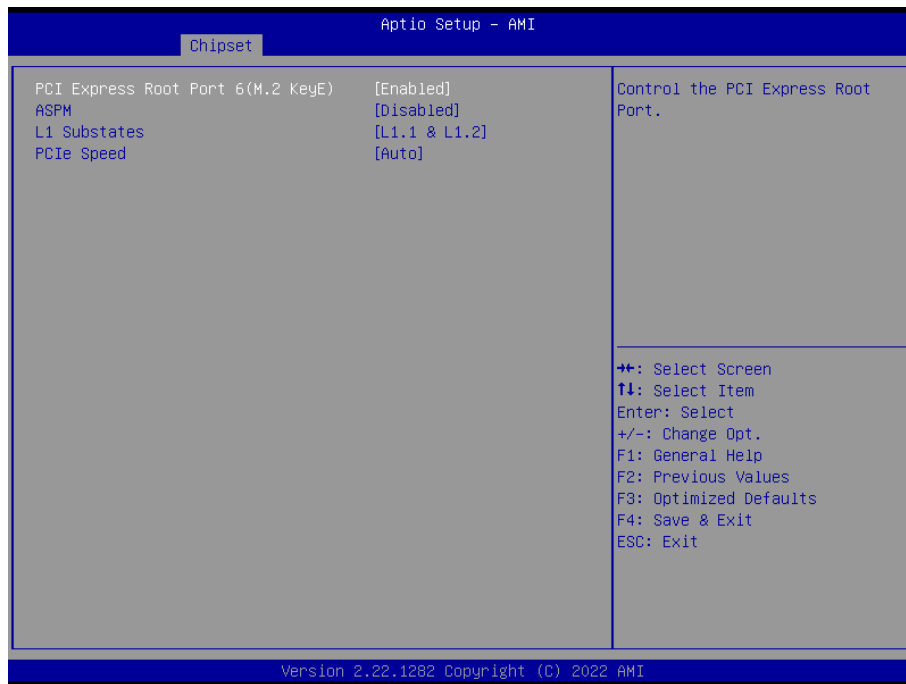 Aptio Setup – AMI
Chipset
PCI Express Root Port 6(M.2 KeyE) [Enabled]
ASPM [Disabled]
L1 Substates [L1.1 & L1.2]
PCIe Speed [Auto]
Control the PCI Express Root
Port.
→←: Select Screen
↑↓: Select Item
Enter: Select
+/-: Change Opt.
F1: General Help
F2: Previous Values
F3: Optimized Defaults
F4: Save & Exit
ESC: Exit
Version 2.22.1282 Copyright (C) 2022 AMI